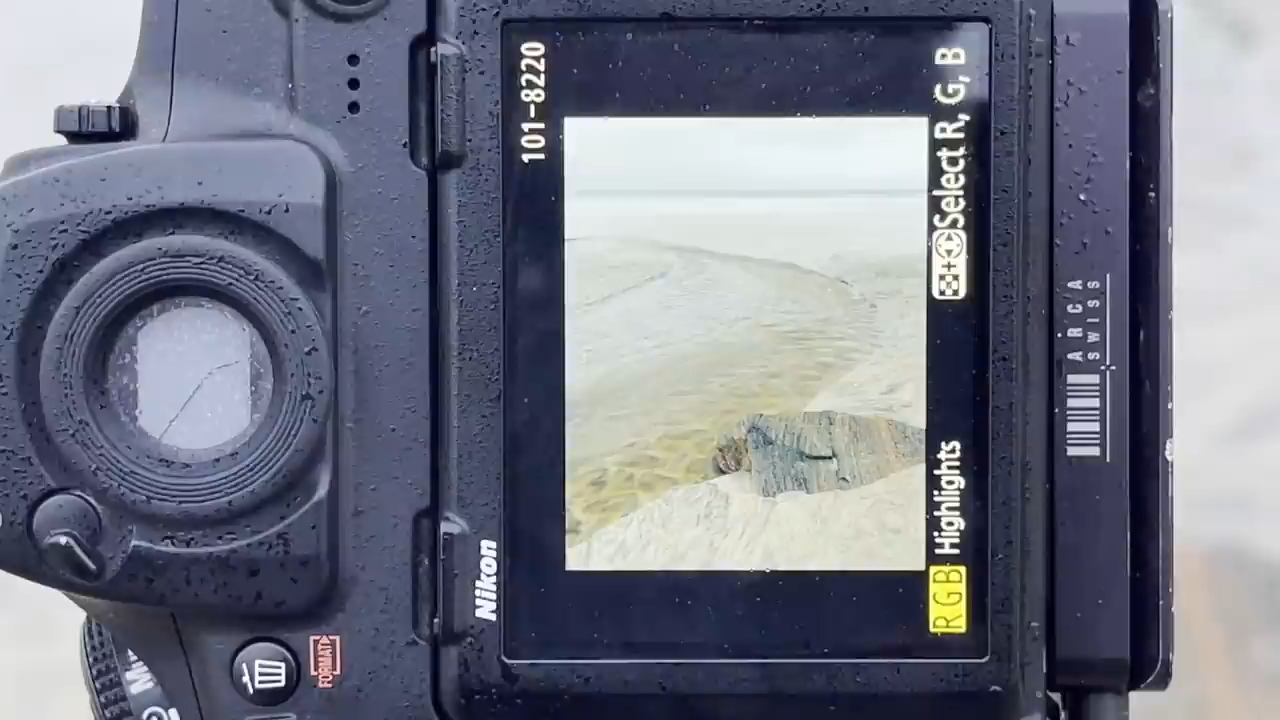 101-8220
Select R, G, B
RGB Highlights
Nikon
FORMAT
ARCA
SWISS